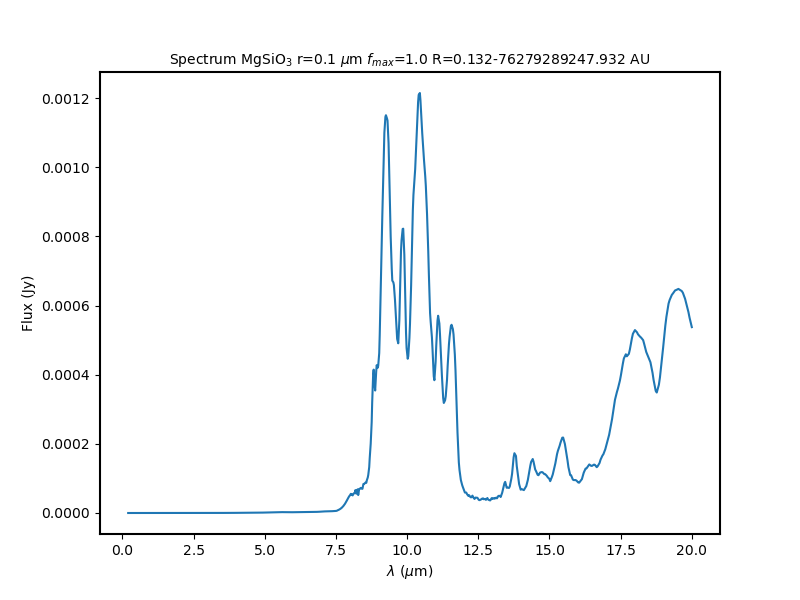 Spectrum MgSiO₃ r=0.1 μm f_max=1.0 R=0.132-76279289247.932 AU
0.0012
0.0010
0.0008
0.0006
0.0004
0.0002
0.0000
Flux (Jy)
0.0 2.5 5.0 7.5 10.0 12.5 15.0 17.5 20.0
λ (μm)